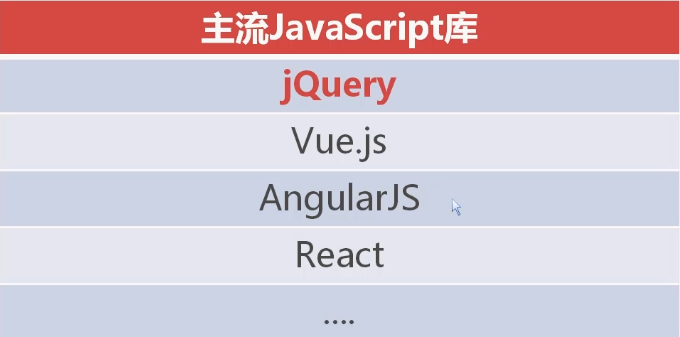 主流JavaScript库
jQuery
Vue.js
AngularJS
React
....